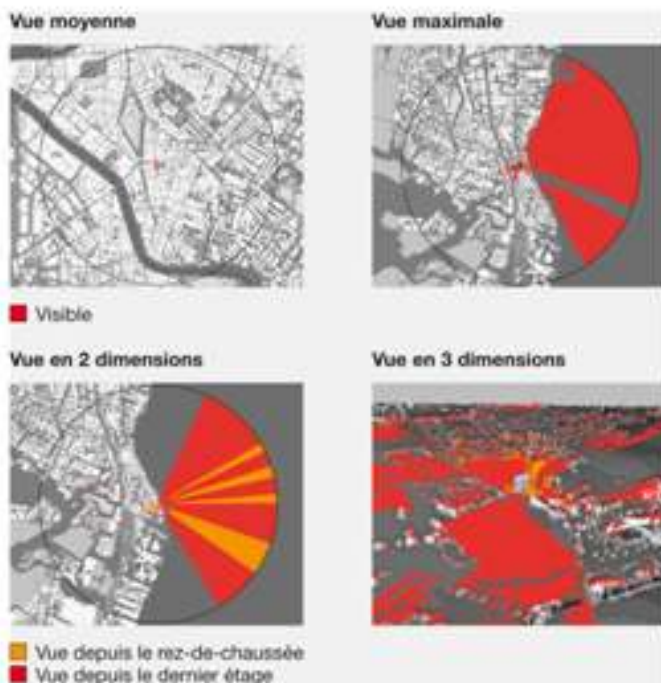 Vue moyenne
Vue maximale
Visible
Vue en 2 dimensions
Vue en 3 dimensions
Vue depuis le rez-de-chaussée
Vue depuis le dernier étage